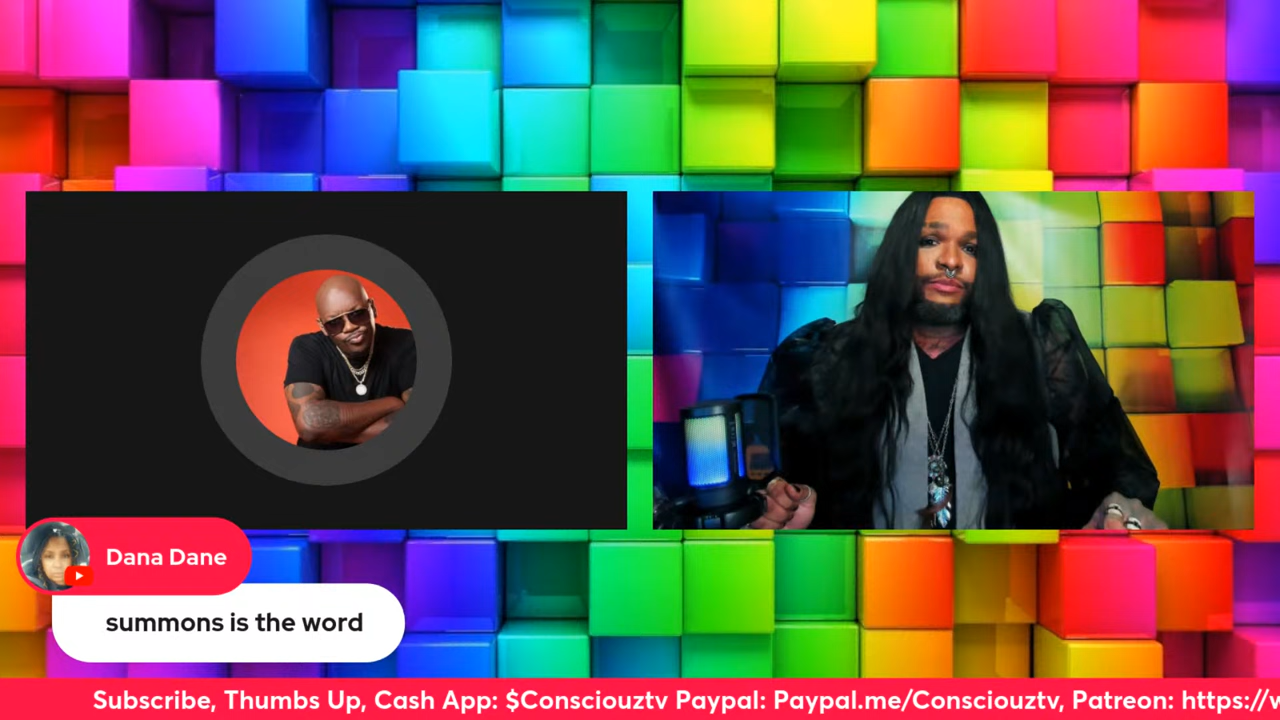 Dana Dane
summons is the word
Subscribe, Thumbs Up, Cash App: $Consciouztv Paypal: Paypal.me/Consciouztv, Patreon: https://